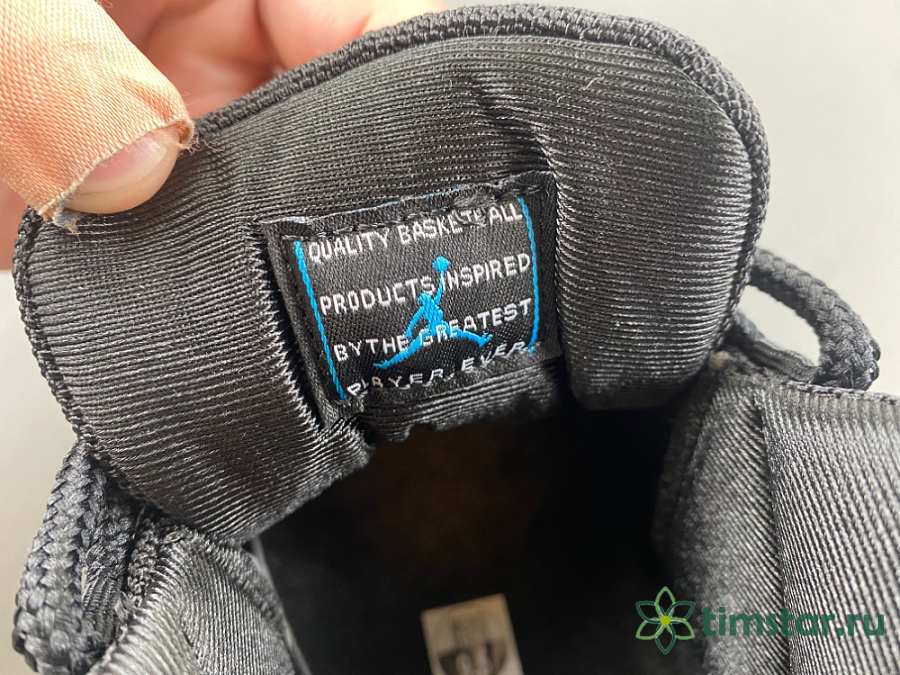 QUALITY BASKETBALL
PRODUCTS INSPIRED
BY THE GREATEST
PLAYER. EVER.
timstar.ru